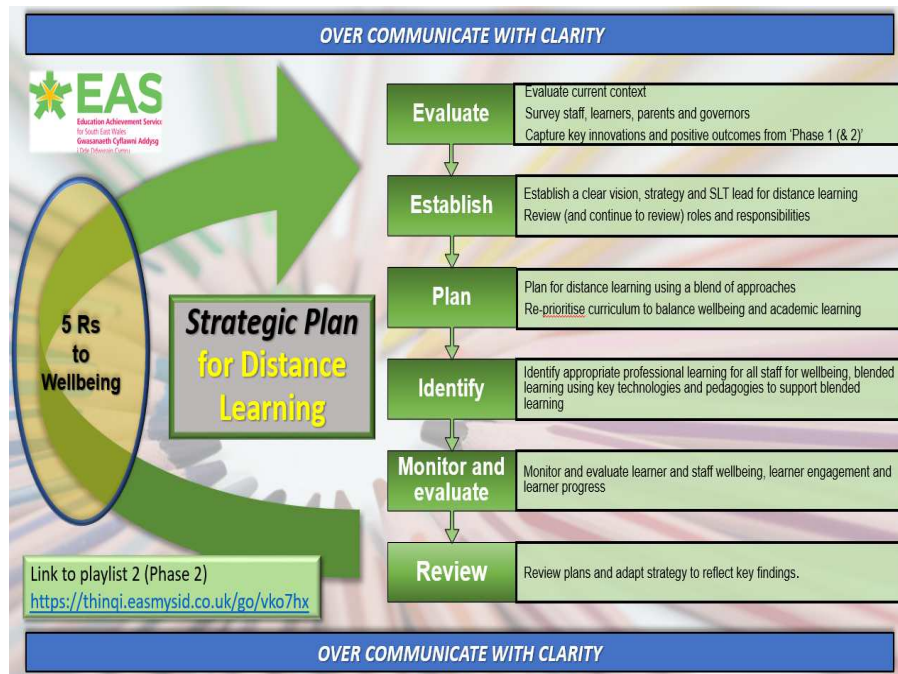 OVER COMMUNICATE WITH CLARITY
EAS
Education Achievement Service
for South East Wales
Gwasanaeth Cyflawni Addysg
i Dde Ddwyrain Cymru
5 Rs
to
Wellbeing
Strategic Plan
for Distance
Learning
Evaluate
Evaluate current context
Survey staff, learners, parents and governors
Capture key innovations and positive outcomes from 'Phase 1 (& 2)'
Establish
Establish a clear vision, strategy and SLT lead for distance learning
Review (and continue to review) roles and responsibilities
Plan
Plan for distance learning using a blend of approaches
Re-prioritise curriculum to balance wellbeing and academic learning
Identify
Identify appropriate professional learning for all staff for wellbeing, blended
learning using key technologies and pedagogies to support blended
learning
Monitor and
evaluate
Monitor and evaluate learner and staff wellbeing, learner engagement and
learner progress
Review
Review plans and adapt strategy to reflect key findings.
Link to playlist 2 (Phase 2)
https://thinqi.easmysid.co.uk/go/vko7hx
OVER COMMUNICATE WITH CLARITY